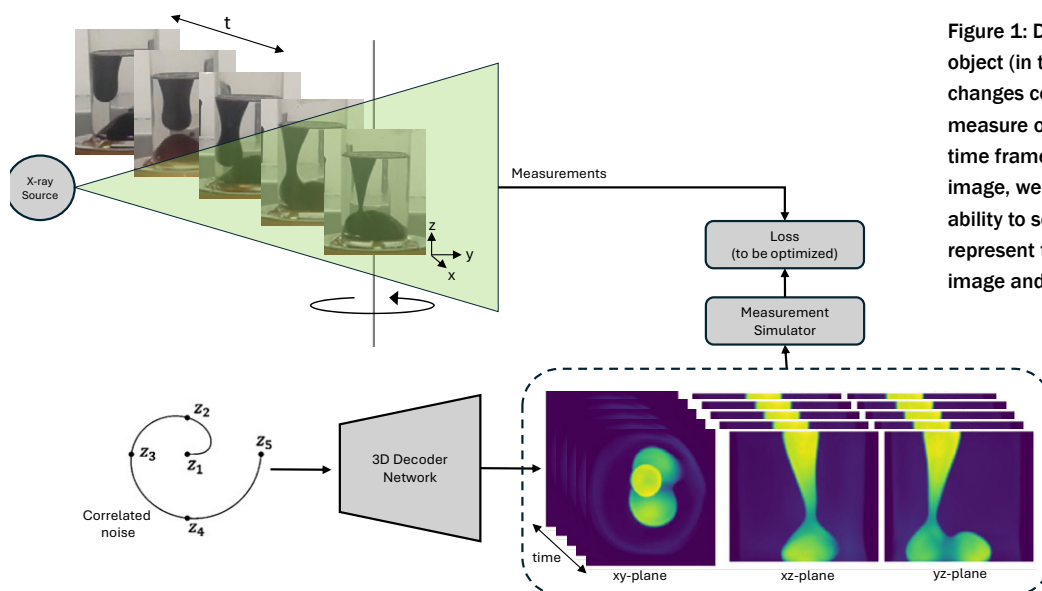 t
X-ray
Source
z
y
x
Measurements
Loss
(to be optimized)
Measurement
Simulator
z₁
z₂
z₃
z₄
z₅
Correlated
noise
3D Decoder
Network
time
xy-plane
xz-plane
yz-plane
Figure 1: D
object (in t
changes co
measure o
time frame
image, we
ability to s
represent t
image and